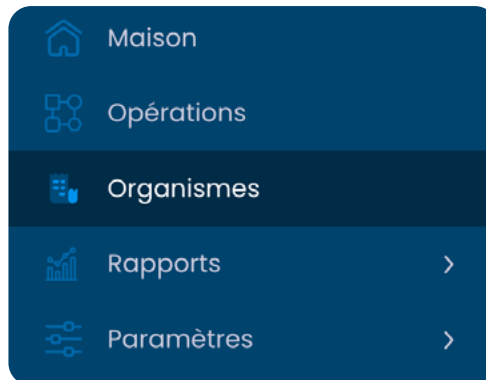 Maison
Opérations
Organismes
Rapports
Paramètres